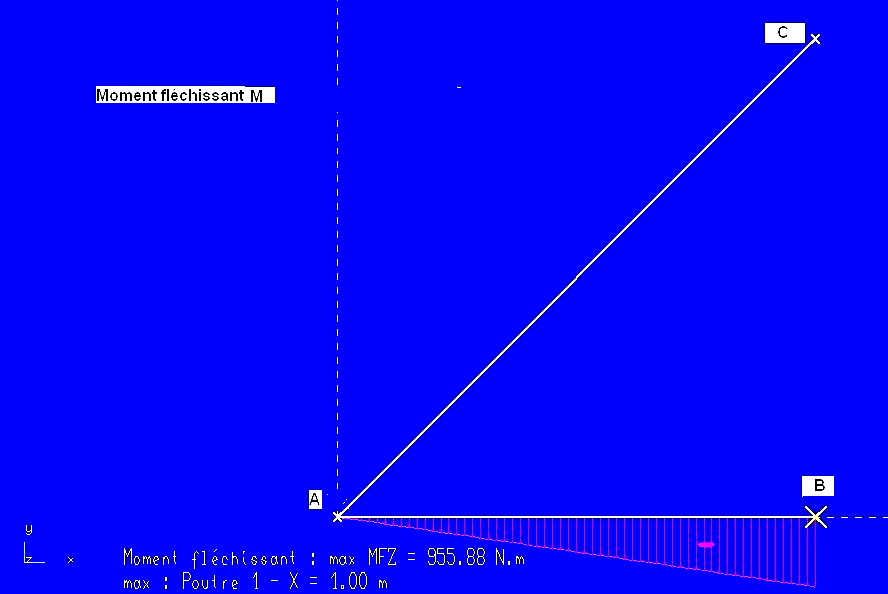 C
Moment fléchissant M
A
B
y
z x
Moment fléchissant : max MFZ = 955.88 N.m
max : Poutre 1 - X = 1.00 m